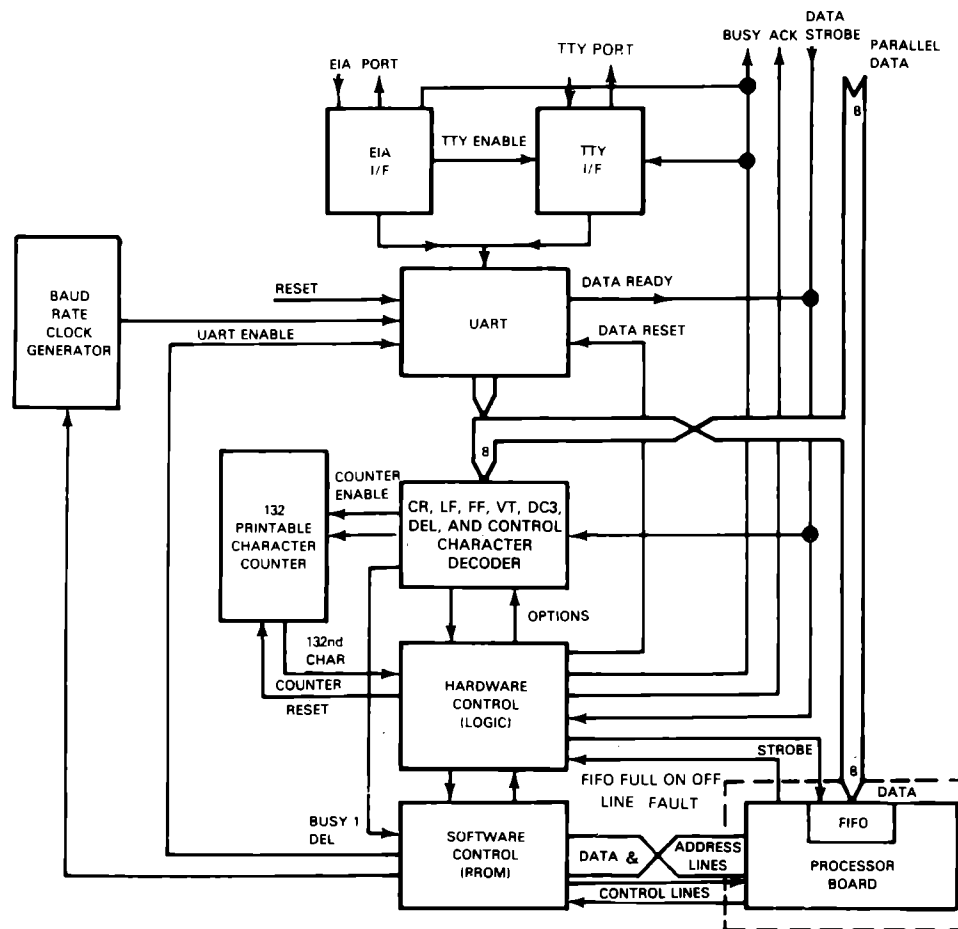 DATA
BUSY ACK STROBE
TTY PORT
PARALLEL
DATA
EIA PORT
8
EIA
I/F
TTY ENABLE
TTY
I/F
BAUD
RATE
CLOCK
GENERATOR
RESET
UART ENABLE
UART
DATA READY
DATA RESET
8
COUNTER
ENABLE
132
PRINTABLE
CHARACTER
COUNTER
CR, LF, FF, VT, DC3,
DEL, AND CONTROL
CHARACTER
DECODER
OPTIONS
132nd
CHAR
COUNTER
RESET
HARDWARE
CONTROL
(LOGIC)
STROBE
FIFO FULL ON OFF
LINE FAULT
8
DATA
FIFO
BUSY 1
DEL
SOFTWARE
CONTROL
(PROM)
DATA &
ADDRESS
LINES
CONTROL LINES
PROCESSOR
BOARD